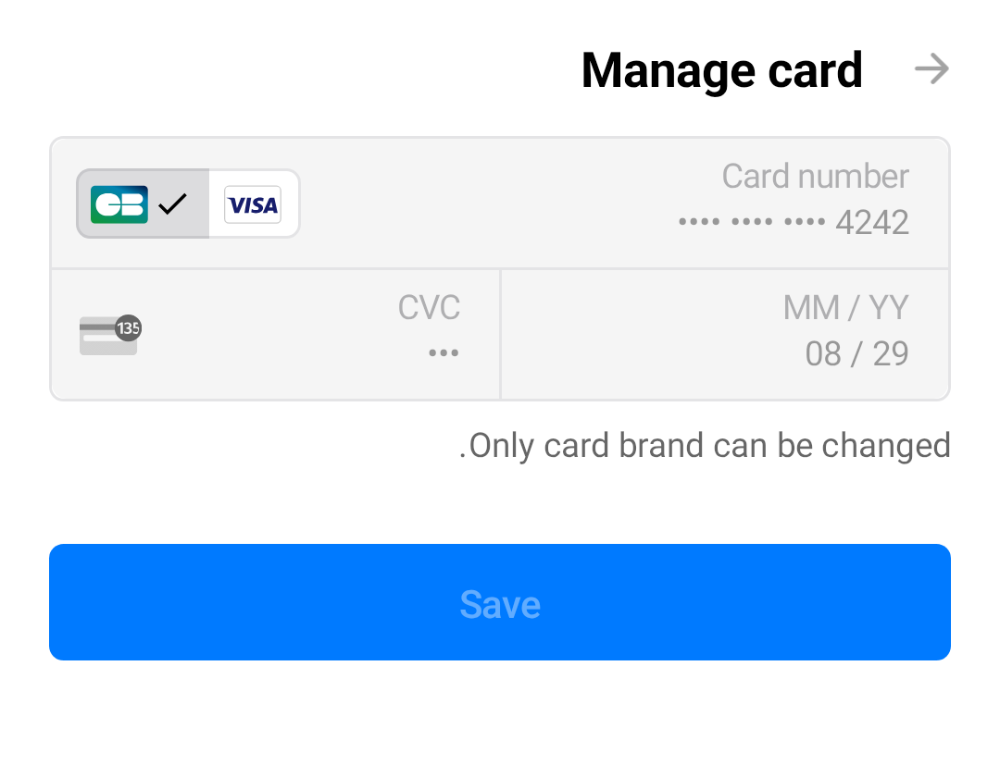 Manage card
Card number
•••• •••• •••• 4242
CB VISA
MM / YY
08 / 29
CVC
•••
135
.Only card brand can be changed
Save